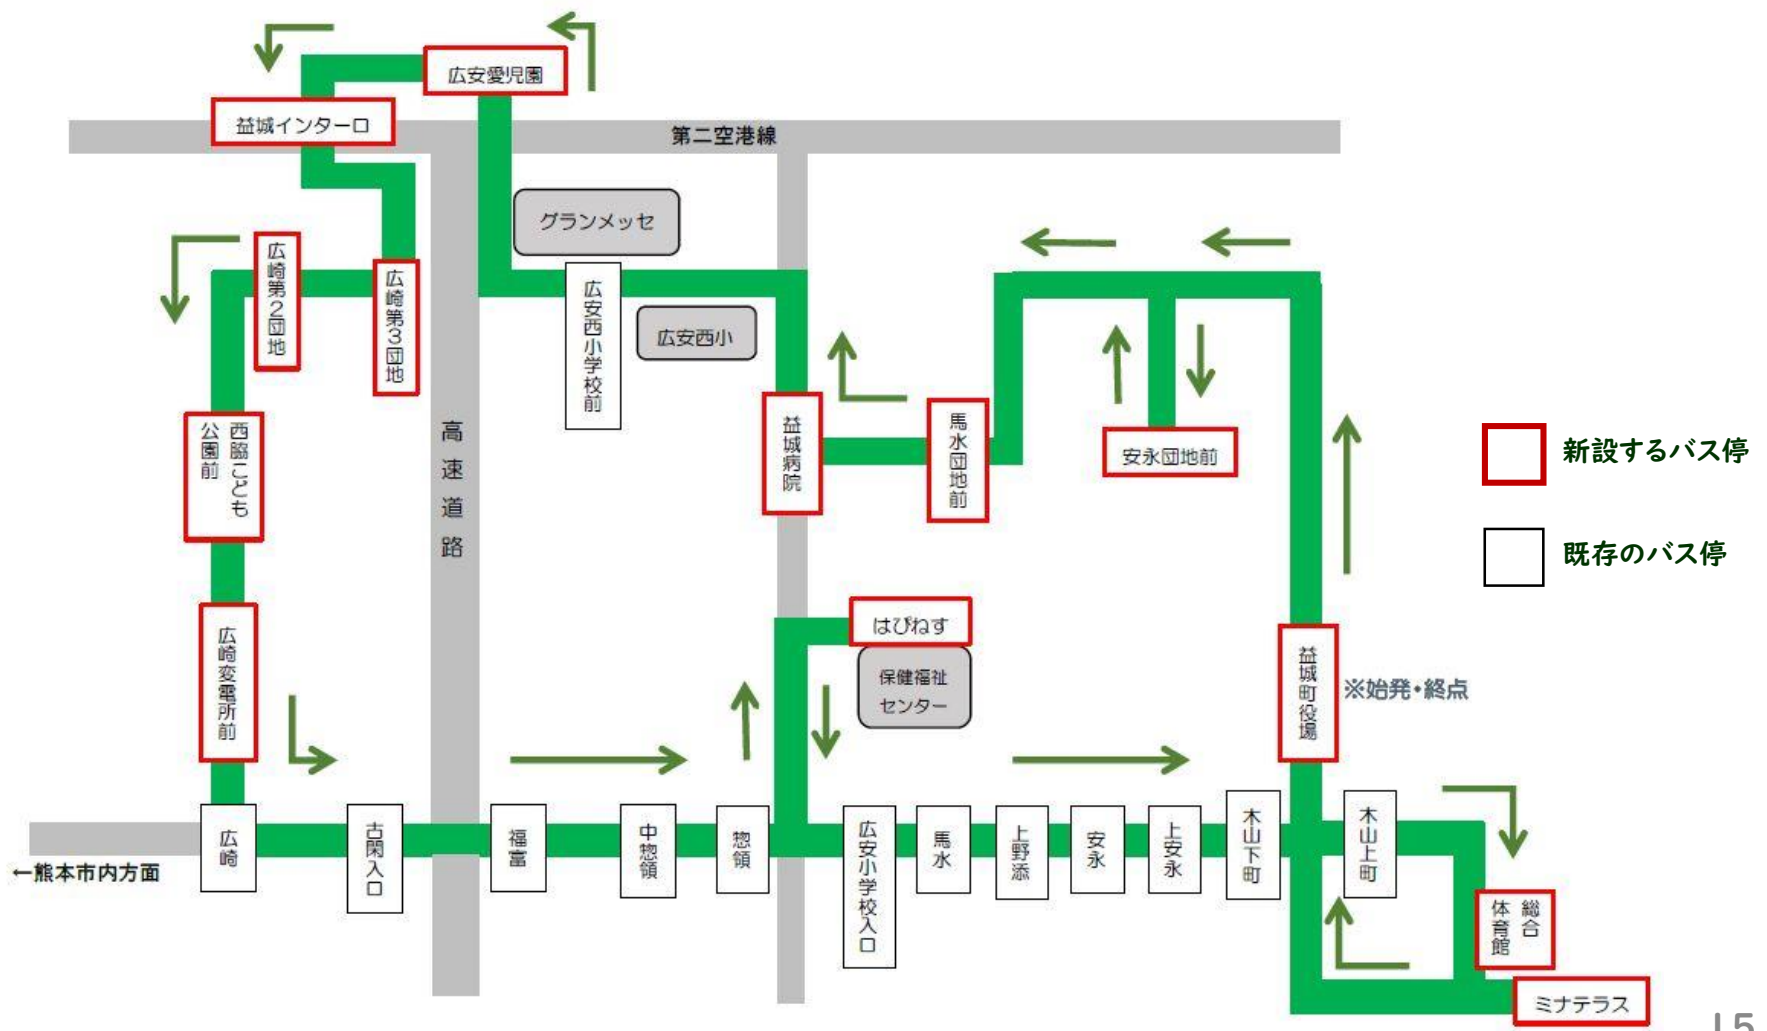 広安愛児園
益城インター口
第二空港線
グランメッセ
広崎第2団地
広崎第3団地
広安西小学校前
広安西小
益城病院
馬水団地前
安永団地前
西脇こども
公園前
高速道路
新設するバス停
既存のバス停
広崎変電所前
はぴねす
保健福祉
センター
益城町役場
※始発・終点
広崎
古閑入口
福富
中惣領
惣領
広安小学校入口
馬水
上野添
安永
上安永
木山下町
木山上町
←熊本市内方面
総合
体育館
ミナテラス
15